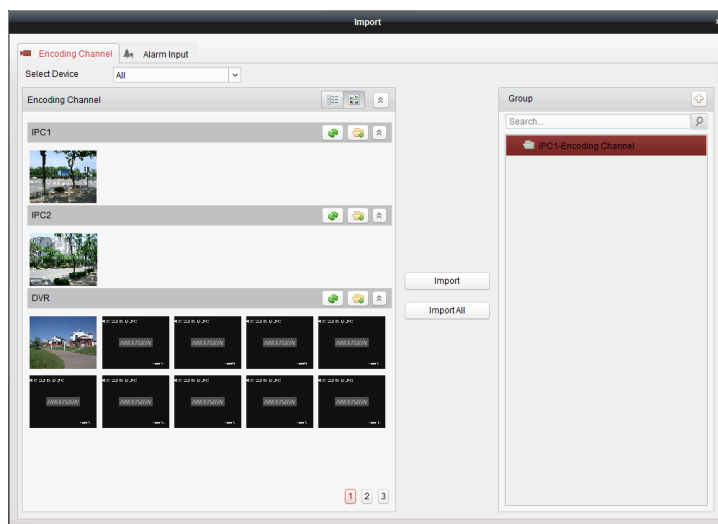 Import
Encoding Channel
Alarm Input
Select Device
All
Encoding Channel
Group
Search...
IPC1
IPC1-Encoding Channel
IPC2
Import
DVR
Import All
HIKVISION HIKVISION HIKVISION HIKVISION
HIKVISION HIKVISION HIKVISION HIKVISION HIKVISION
1 2 3